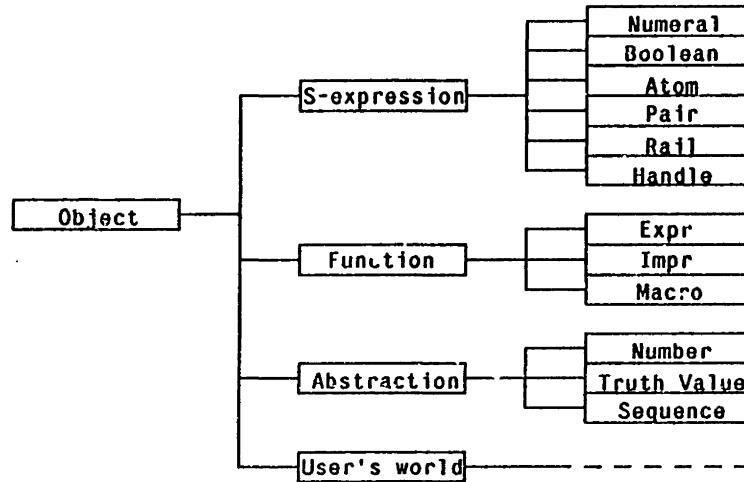 Numeral
Boolean
S-expression
Atom
Pair
Rail
Handle
Object
Expr
Function
Impr
Macro
Number
Abstraction
Truth Value
Sequence
User's world